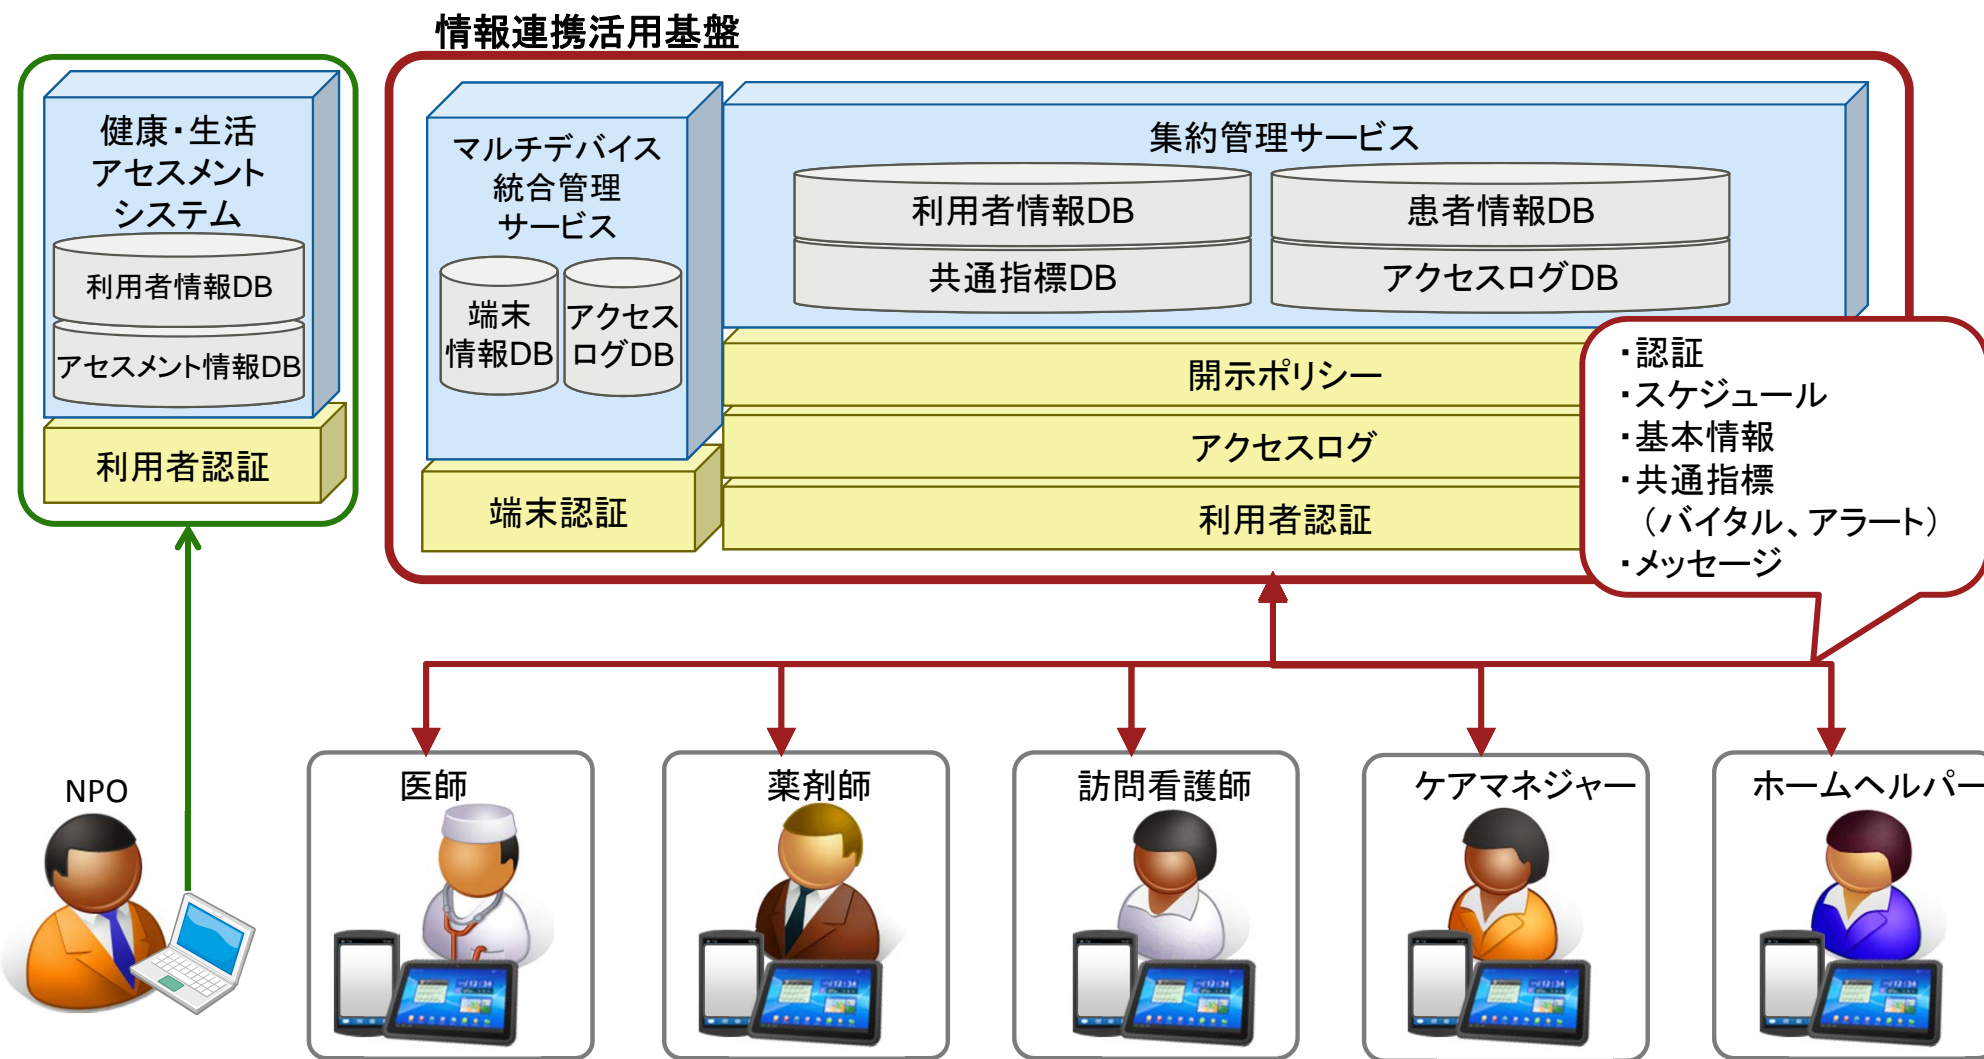 情報連携活用基盤
健康・生活
アセスメント
システム
利用者情報DB
アセスメント情報DB
利用者認証
マルチデバイス
統合管理
サービス
端末
情報DB
アクセス
ログDB
端末認証
集約管理サービス
利用者情報DB
共通指標DB
患者情報DB
アクセスログDB
開示ポリシー
アクセスログ
利用者認証
・認証
・スケジュール
・基本情報
・共通指標
（バイタル、アラート）
・メッセージ
NPO
医師
薬剤師
訪問看護師
ケアマネジャー
ホームヘルパー